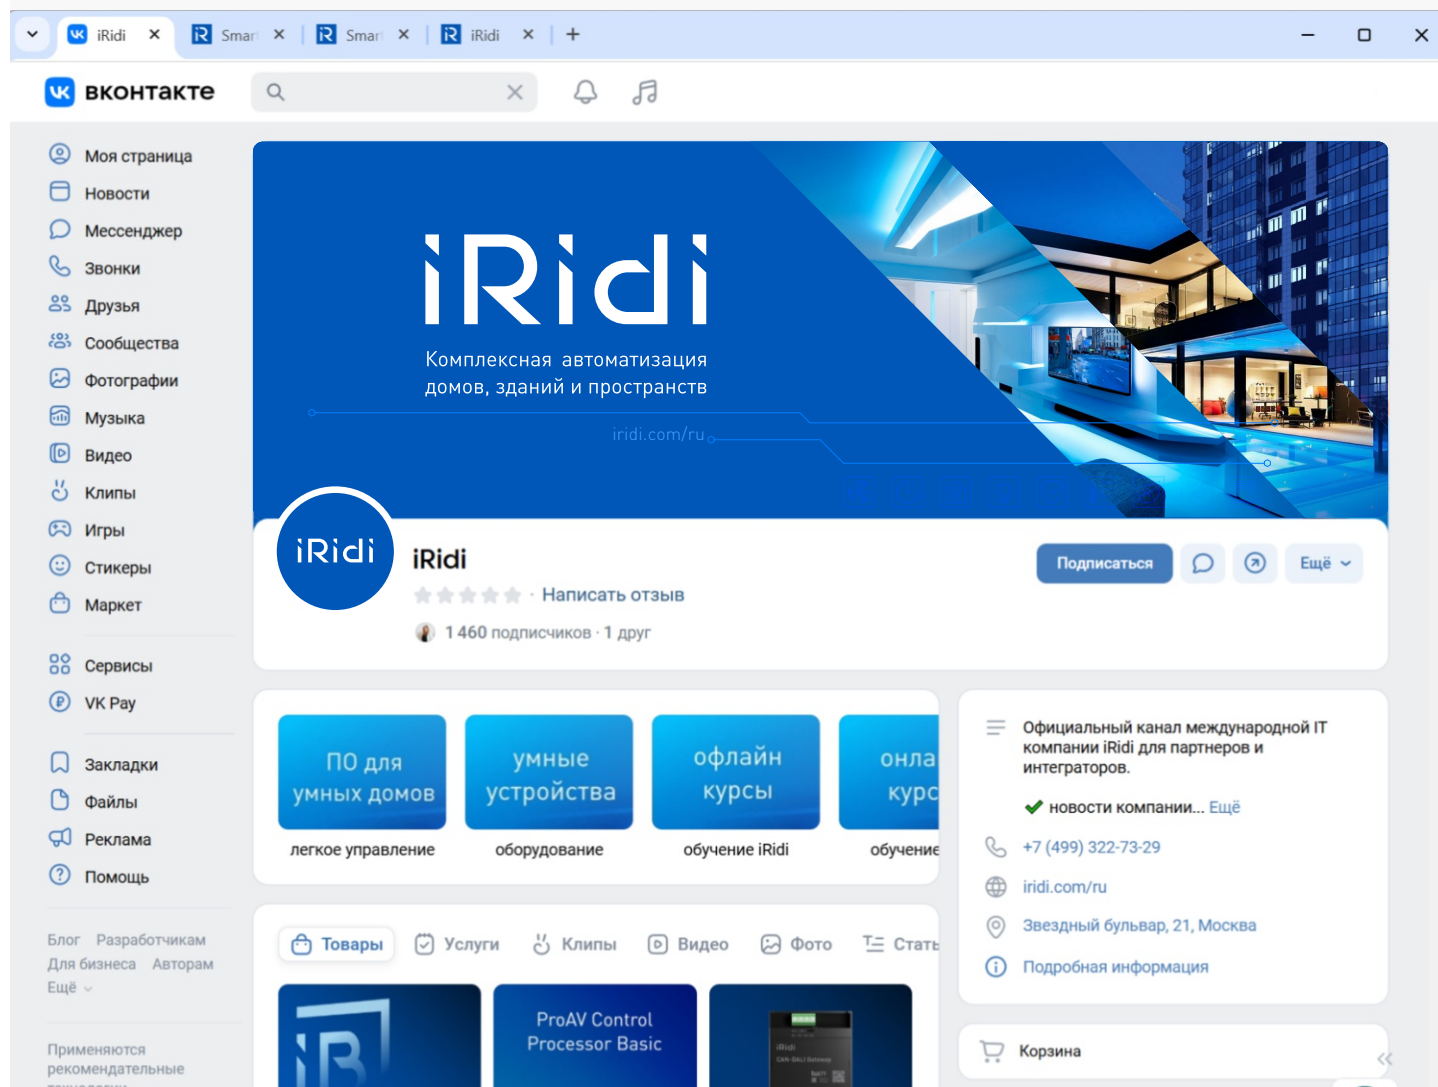 iRidi
Smar
Smar
iRidi
вконтакте
Моя страница
Новости
Мессенджер
Звонки
Друзья
Сообщества
Фотографии
Музыка
Видео
Клипы
Игры
Стикеры
Маркет
Сервисы
VK Pay
Закладки
Файлы
Реклама
Помощь
Блог Разработчикам
Для бизнеса Авторам
Ещё
Применяются
рекомендательные
iRidi
Комплексная автоматизация
домов, зданий и пространств
iridi.com/ru
iRidi
iRidi
· Написать отзыв
1 460 подписчиков · 1 друг
Подписаться
Ещё
ПО для
умных домов
легкое управление
умные
устройства
оборудование
офлайн
курсы
обучение iRidi
онла
курс
обучение
Товары
Услуги
Клипы
Видео
Фото
Стать
ProAV Control
Processor Basic
iRidi
CAN-DALI Gateway
Официальный канал международной IT
компании iRidi для партнеров и
интеграторов.
новости компании... Ещё
+7 (499) 322-73-29
iridi.com/ru
Звездный бульвар, 21, Москва
Подробная информация
Корзина